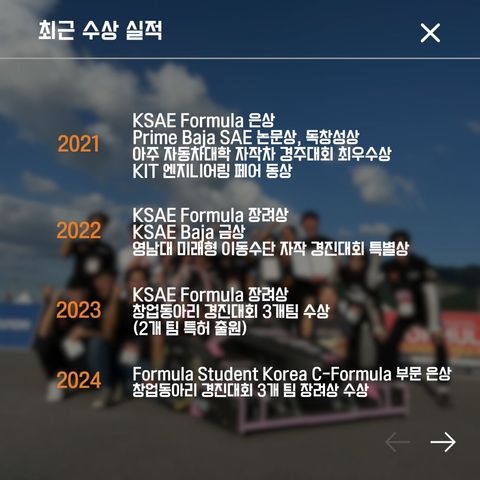 최근 수상 실적
2021
KSAE Formula 은상
Prime Baja SAE 논문상, 독창성상
아주 자동차대학 자작차 경주대회 최우수상
KIT 엔지니어링 페어 동상
2022
KSAE Formula 장려상
KSAE Baja 금상
영남대 미래형 이동수단 자작 경진대회 특별상
2023
KSAE Formula 장려상
창업동아리 경진대회 3개팀 수상
(2개 팀 특허 출원)
2024
Formula Student Korea C-Formula 부문 은상
창업동아리 경진대회 3개 팀 장려상 수상